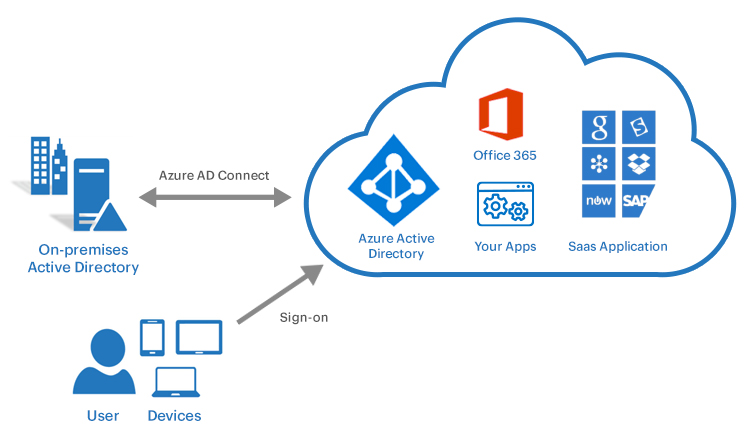 Office 365
Azure AD Connect
g
S
now
SAP
On-premises
Active Directory
Azure Active
Directory
Your Apps
Saas Application
Sign-on
User
Devices